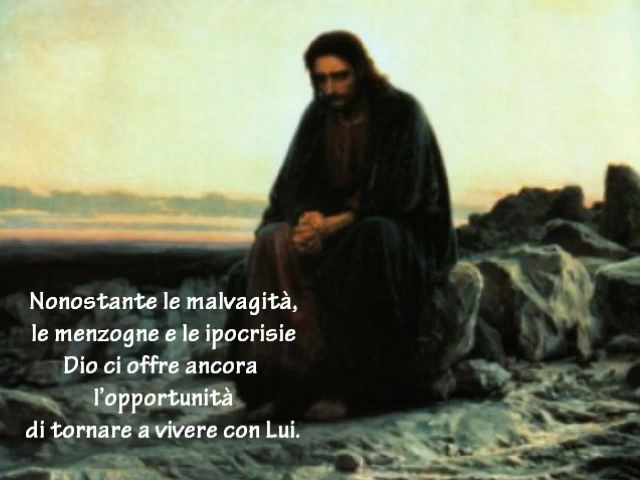 Nonostante le malvagità,
le menzogne e le ipocrisie
Dio ci offre ancora
l'opportunità
di tornare a vivere con Lui.